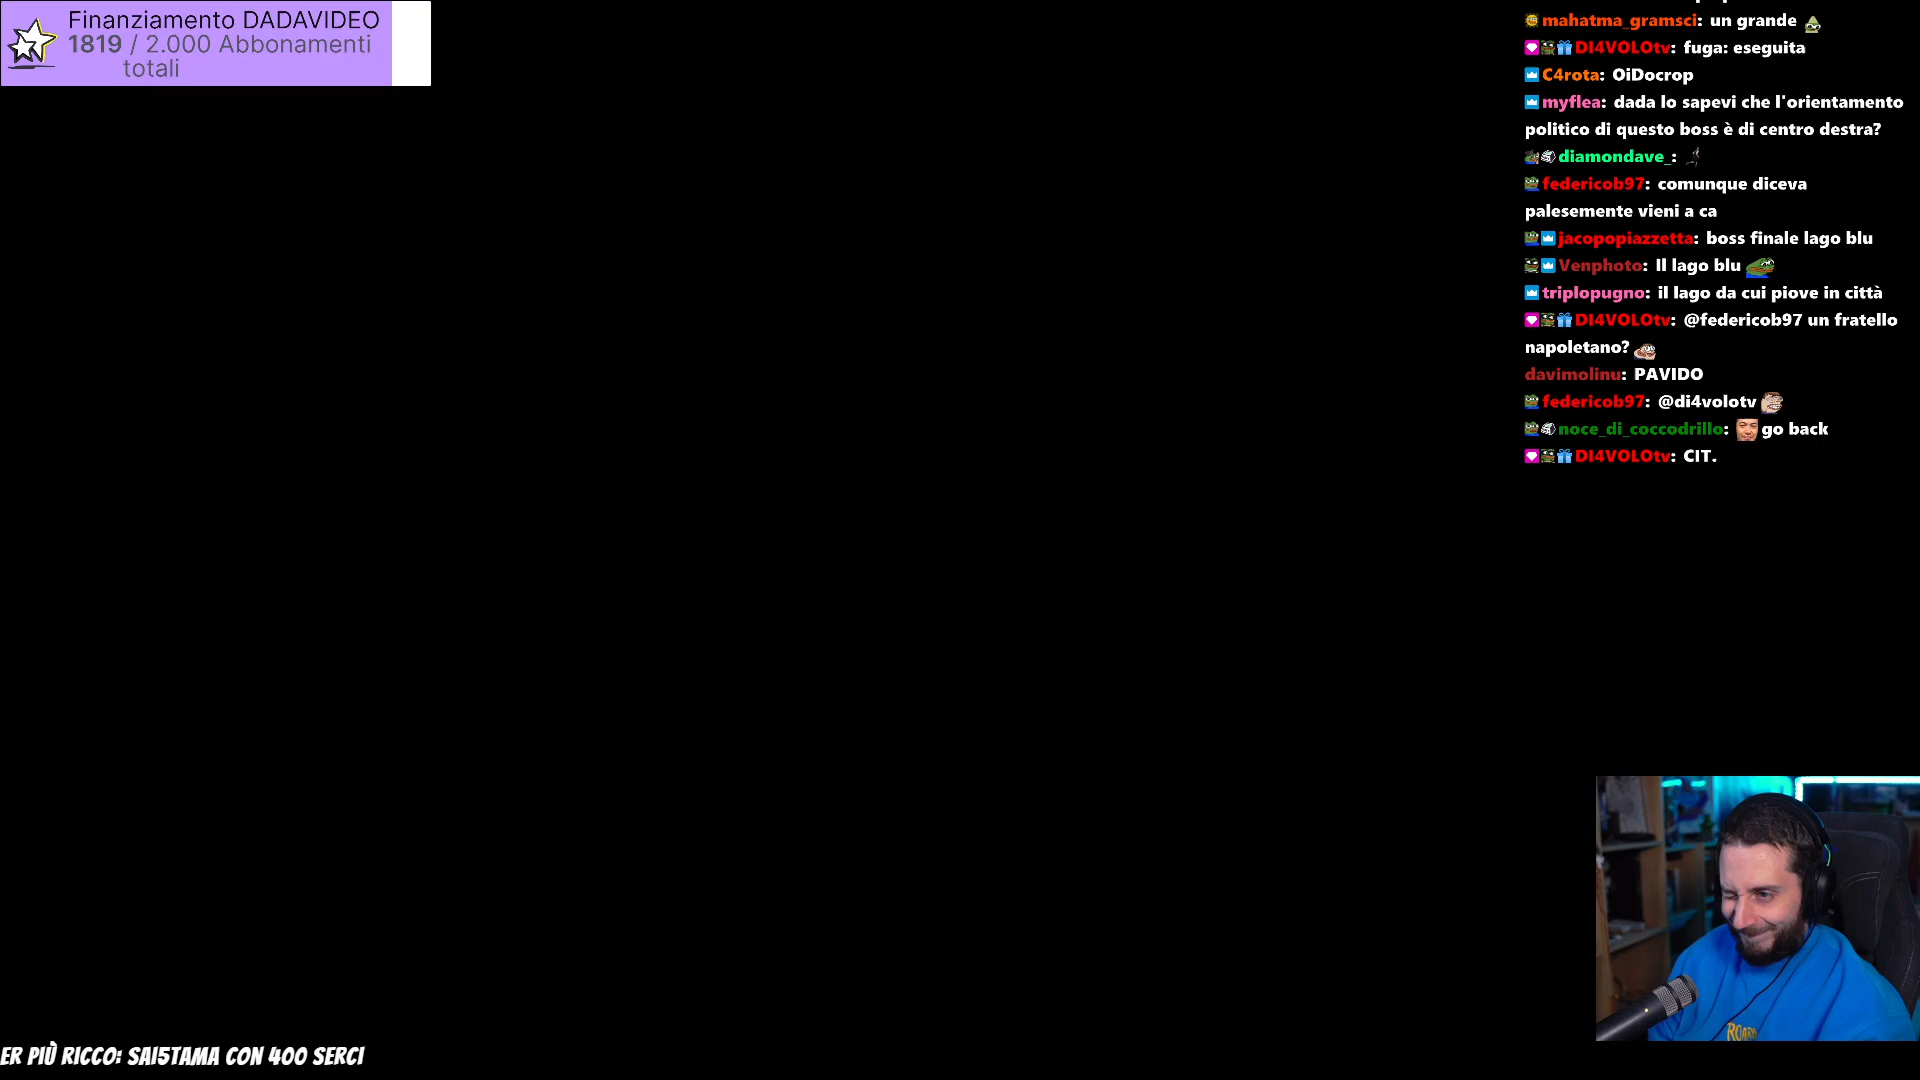 Finanziamento DADAVIDEO
1819 / 2.000 Abbonamenti
totali
mahatma_gramsci: un grande
DI4VOLOtv: fuga: eseguita
C4rota: OiDocrop
myflea: dada lo sapevi che l'orientamento
politico di questo boss è di centro destra?
diamondave_:
federicob97: comunque diceva
palesemente vieni a ca
jacopopiazzetta: boss finale lago blu
Venphoto: Il lago blu
triplopugno: il lago da cui piove in città
DI4VOLOtv: @federicob97 un fratello
napoletano?
davimolinu: PAVIDO
federicob97: @di4volotv
noce_di_coccodrillo: go back
DI4VOLOtv: CIT.
ER PIÙ RICCO: SAI5TAMA CON 400 SERCI